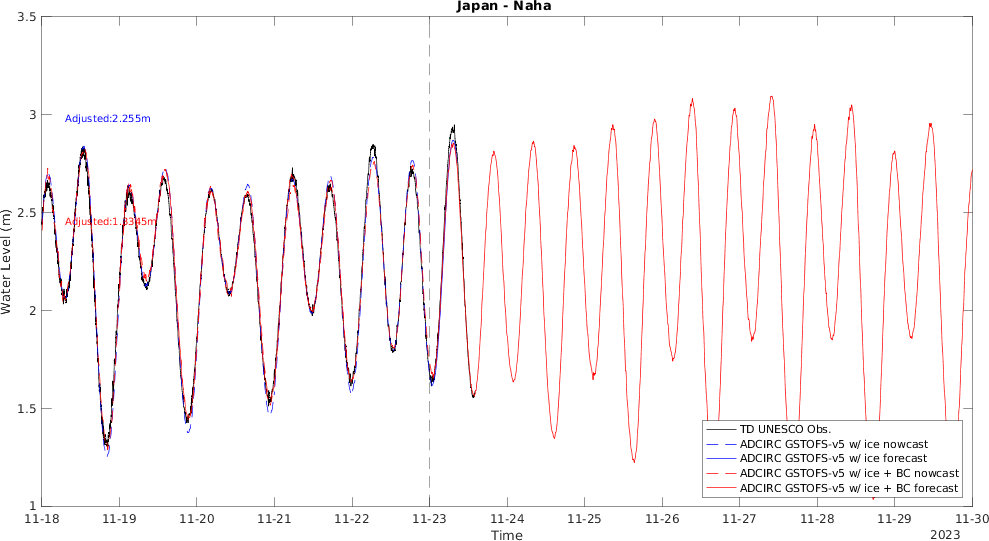 Japan - Naha
3.5
3
2.5
2
1.5
1
Water Level (m)
Adjusted:2.255m
Adjusted:1.8345m
TD UNESCO Obs.
ADCIRC GSTOFS-v5 w/ ice nowcast
ADCIRC GSTOFS-v5 w/ ice forecast
ADCIRC GSTOFS-v5 w/ ice + BC nowcast
ADCIRC GSTOFS-v5 w/ ice + BC forecast
11-18 11-19 11-20 11-21 11-22 11-23 11-24 11-25 11-26 11-27 11-28 11-29 11-30
Time
2023